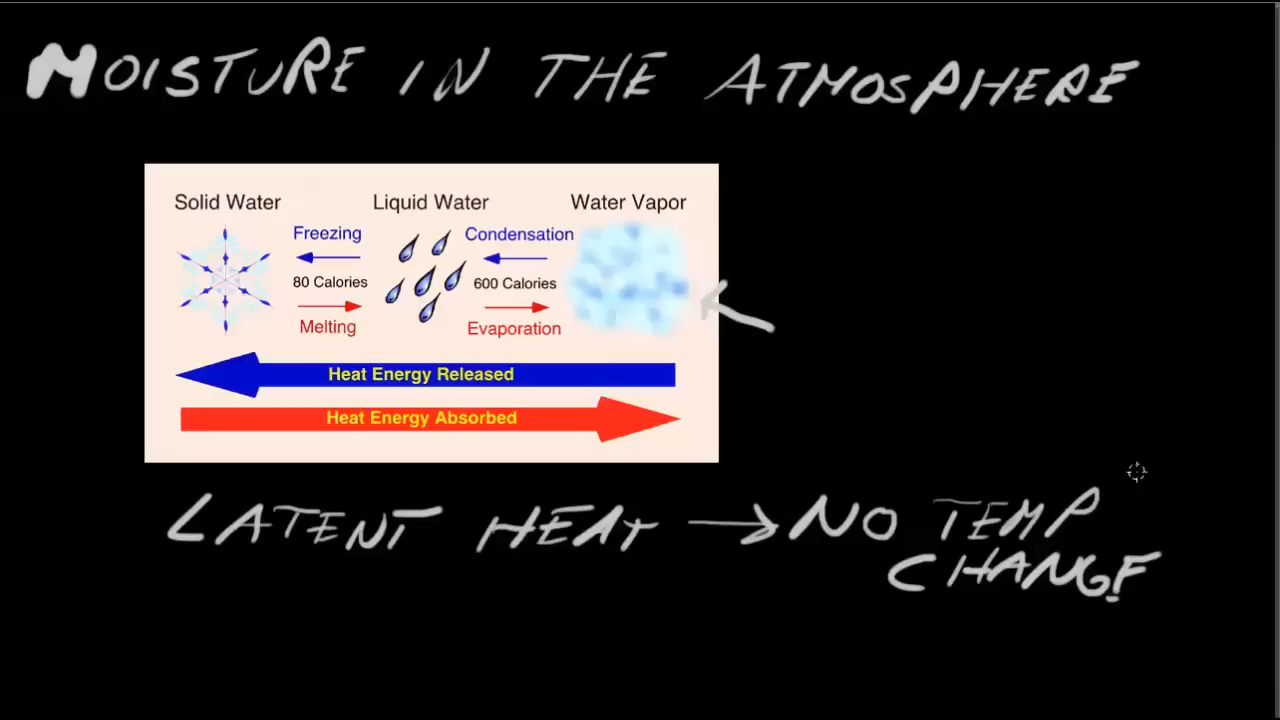 MOISTURE IN THE ATMOSPHERE
Solid Water Liquid Water Water Vapor
Freezing Condensation
80 Calories 600 Calories
Melting Evaporation
Heat Energy Released
Heat Energy Absorbed
LATENT HEAT → NO TEMP
CHANGE